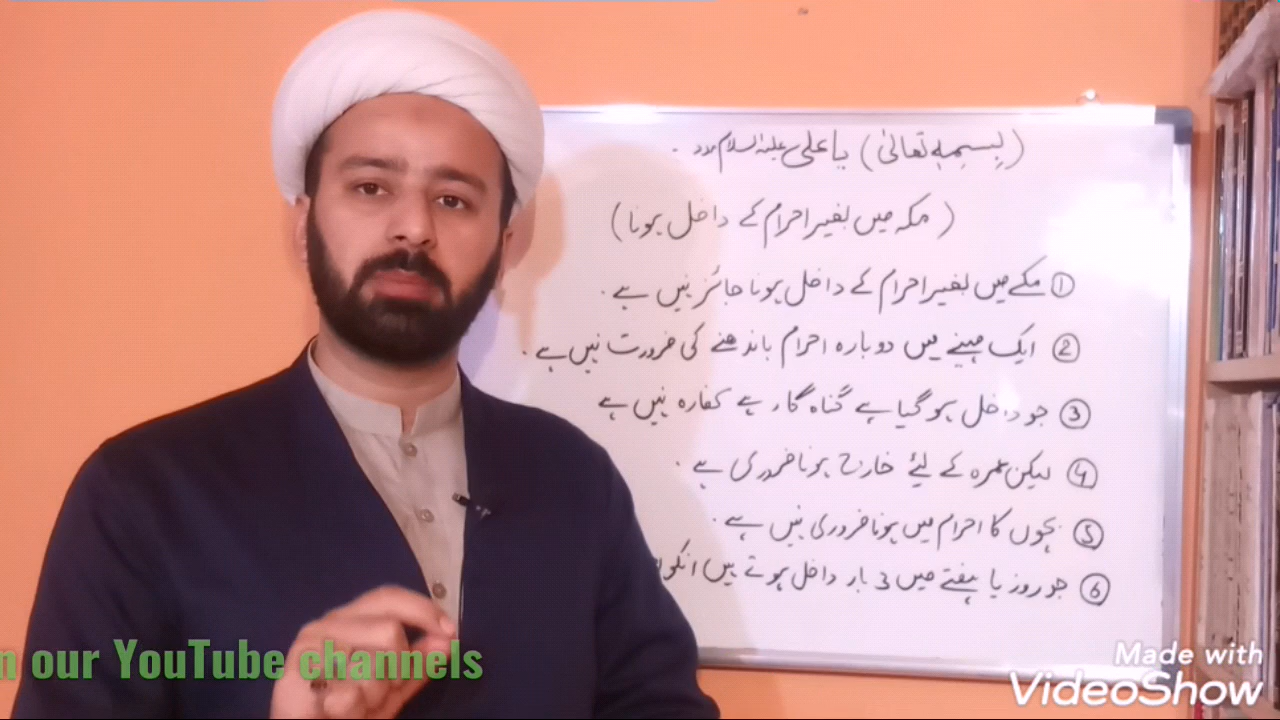 (بسمہ تعالیٰ) یا علی علیہ السلام مدد ۔
(مکہ میں بغیر احرام کے داخل ہونا)
① مکے میں بغیر احرام کے داخل ہونا جائز نہیں ہے ۔
② ایک مہینے میں دوبارہ احرام باندھنے کی ضرورت نہیں ہے ۔
③ جو داخل ہوگیا ہے گناہ گار ہے کفارہ نہیں ہے
④ لیکن عمرہ کے لیئے خارج ہونا ضروری ہے ۔
⑤ بچوں کا احرام میں ہونا ضروری نہیں ہے ۔
⑥ جو روز یا ہفتے میں 3 بار داخل ہوتے ہیں انکو
n our YouTube channels
Made with
VideoShow